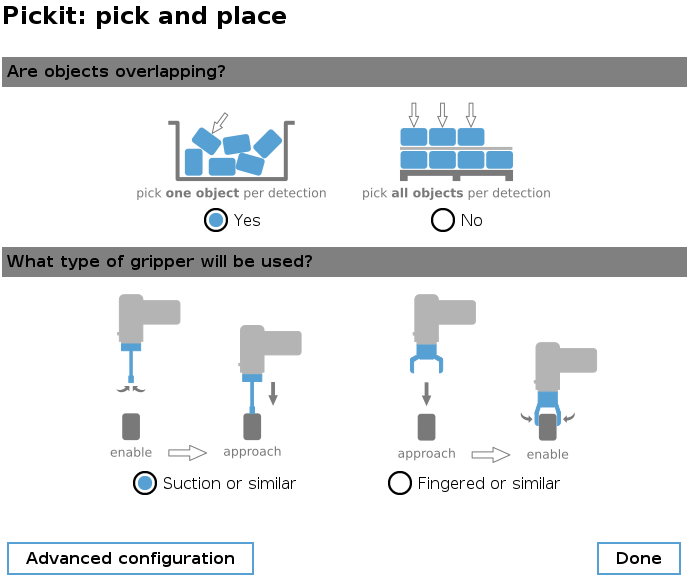 Pickit: pick and place
Are objects overlapping?
pick one object per detection
pick all objects per detection
Yes
No
What type of gripper will be used?
enable
approach
approach
enable
Suction or similar
Fingered or similar
Advanced configuration
Done